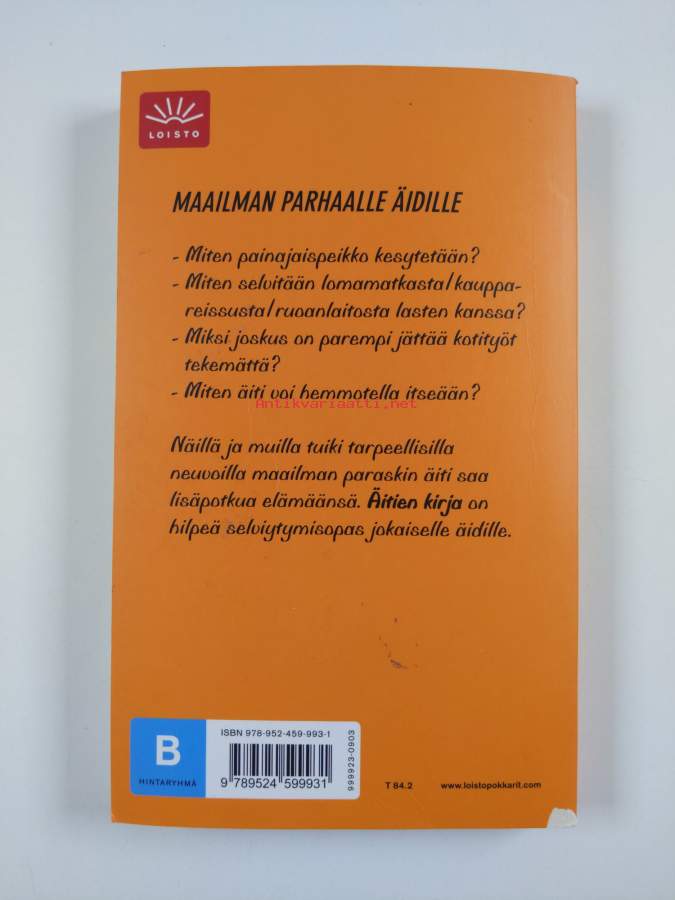 LOISTO
MAAILMAN PARHAALLE ÄIDILLE
- Miten painajaispeikko kesytetään?
- Miten selvitään lomamatkasta/kauppa-
reissusta/ruoanlaitosta lasten kanssa?
- Miksi joskus on parempi jättää kotityöt
tekemättä?
- Miten äiti voi hemmotella itseään?
Antikvariaatti.net
Näillä ja muilla tuiki tarpeellisilla
neuvoilla maailman paraskin äiti saa
lisäpotkua elämäänsä. Äitien kirja on
hilpeä selviytymisopas jokaiselle äidille.
B
HINTARYHMÄ
ISBN 978-952-459-993-1
9 789524 599931
999923-0903
T 84.2
www.loistopokkarit.com